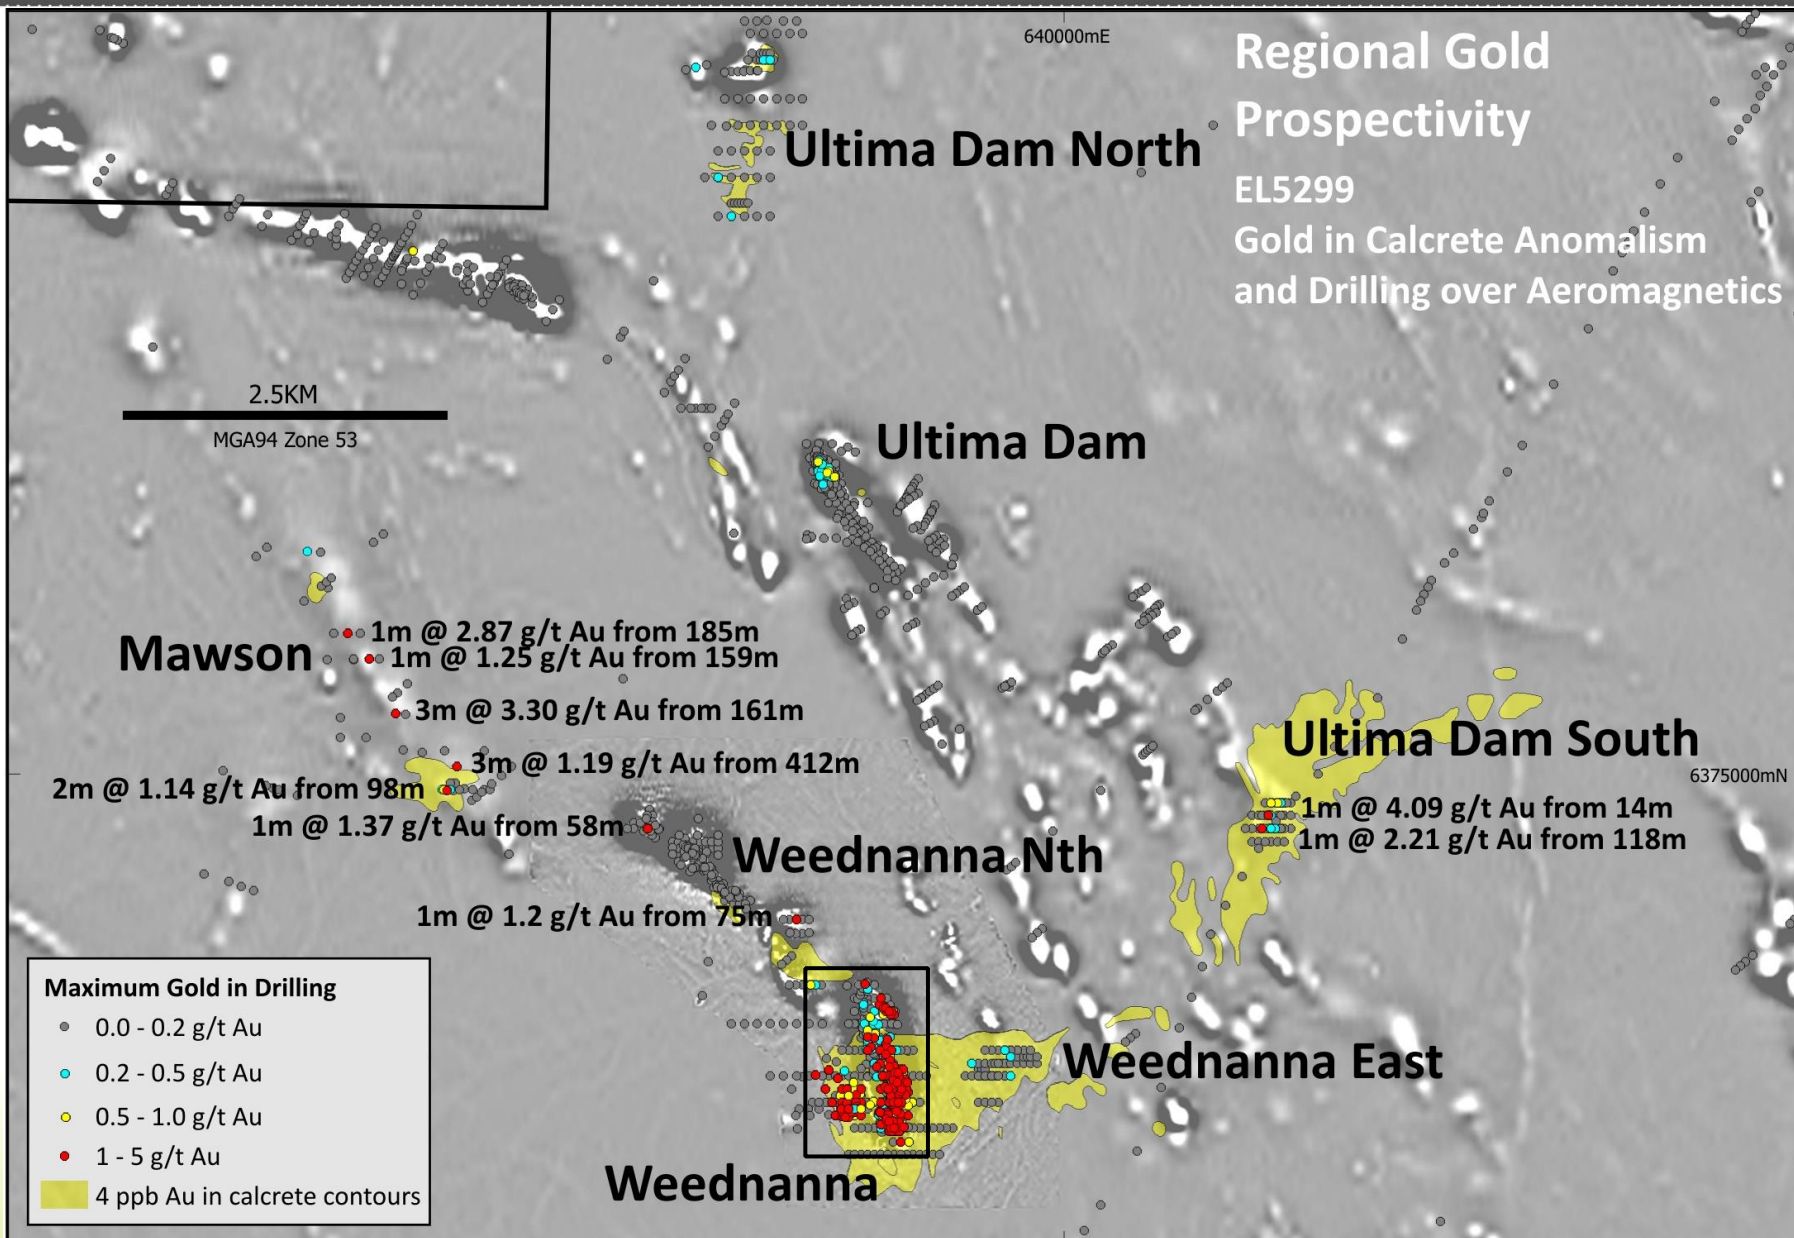 640000mE
Regional Gold
Prospectivity
EL5299
Gold in Calcrete Anomalism
and Drilling over Aeromagnetics
Ultima Dam North
2.5KM
MGA94 Zone 53
Ultima Dam
Mawson
1m @ 2.87 g/t Au from 185m
1m @ 1.25 g/t Au from 159m
3m @ 3.30 g/t Au from 161m
3m @ 1.19 g/t Au from 412m
2m @ 1.14 g/t Au from 98m
1m @ 1.37 g/t Au from 58m
Ultima Dam South
6375000mN
1m @ 4.09 g/t Au from 14m
1m @ 2.21 g/t Au from 118m
Weednanna Nth
1m @ 1.2 g/t Au from 75m
Weednanna East
Weednanna
Maximum Gold in Drilling
0.0 - 0.2 g/t Au
0.2 - 0.5 g/t Au
0.5 - 1.0 g/t Au
1 - 5 g/t Au
4 ppb Au in calcrete contours